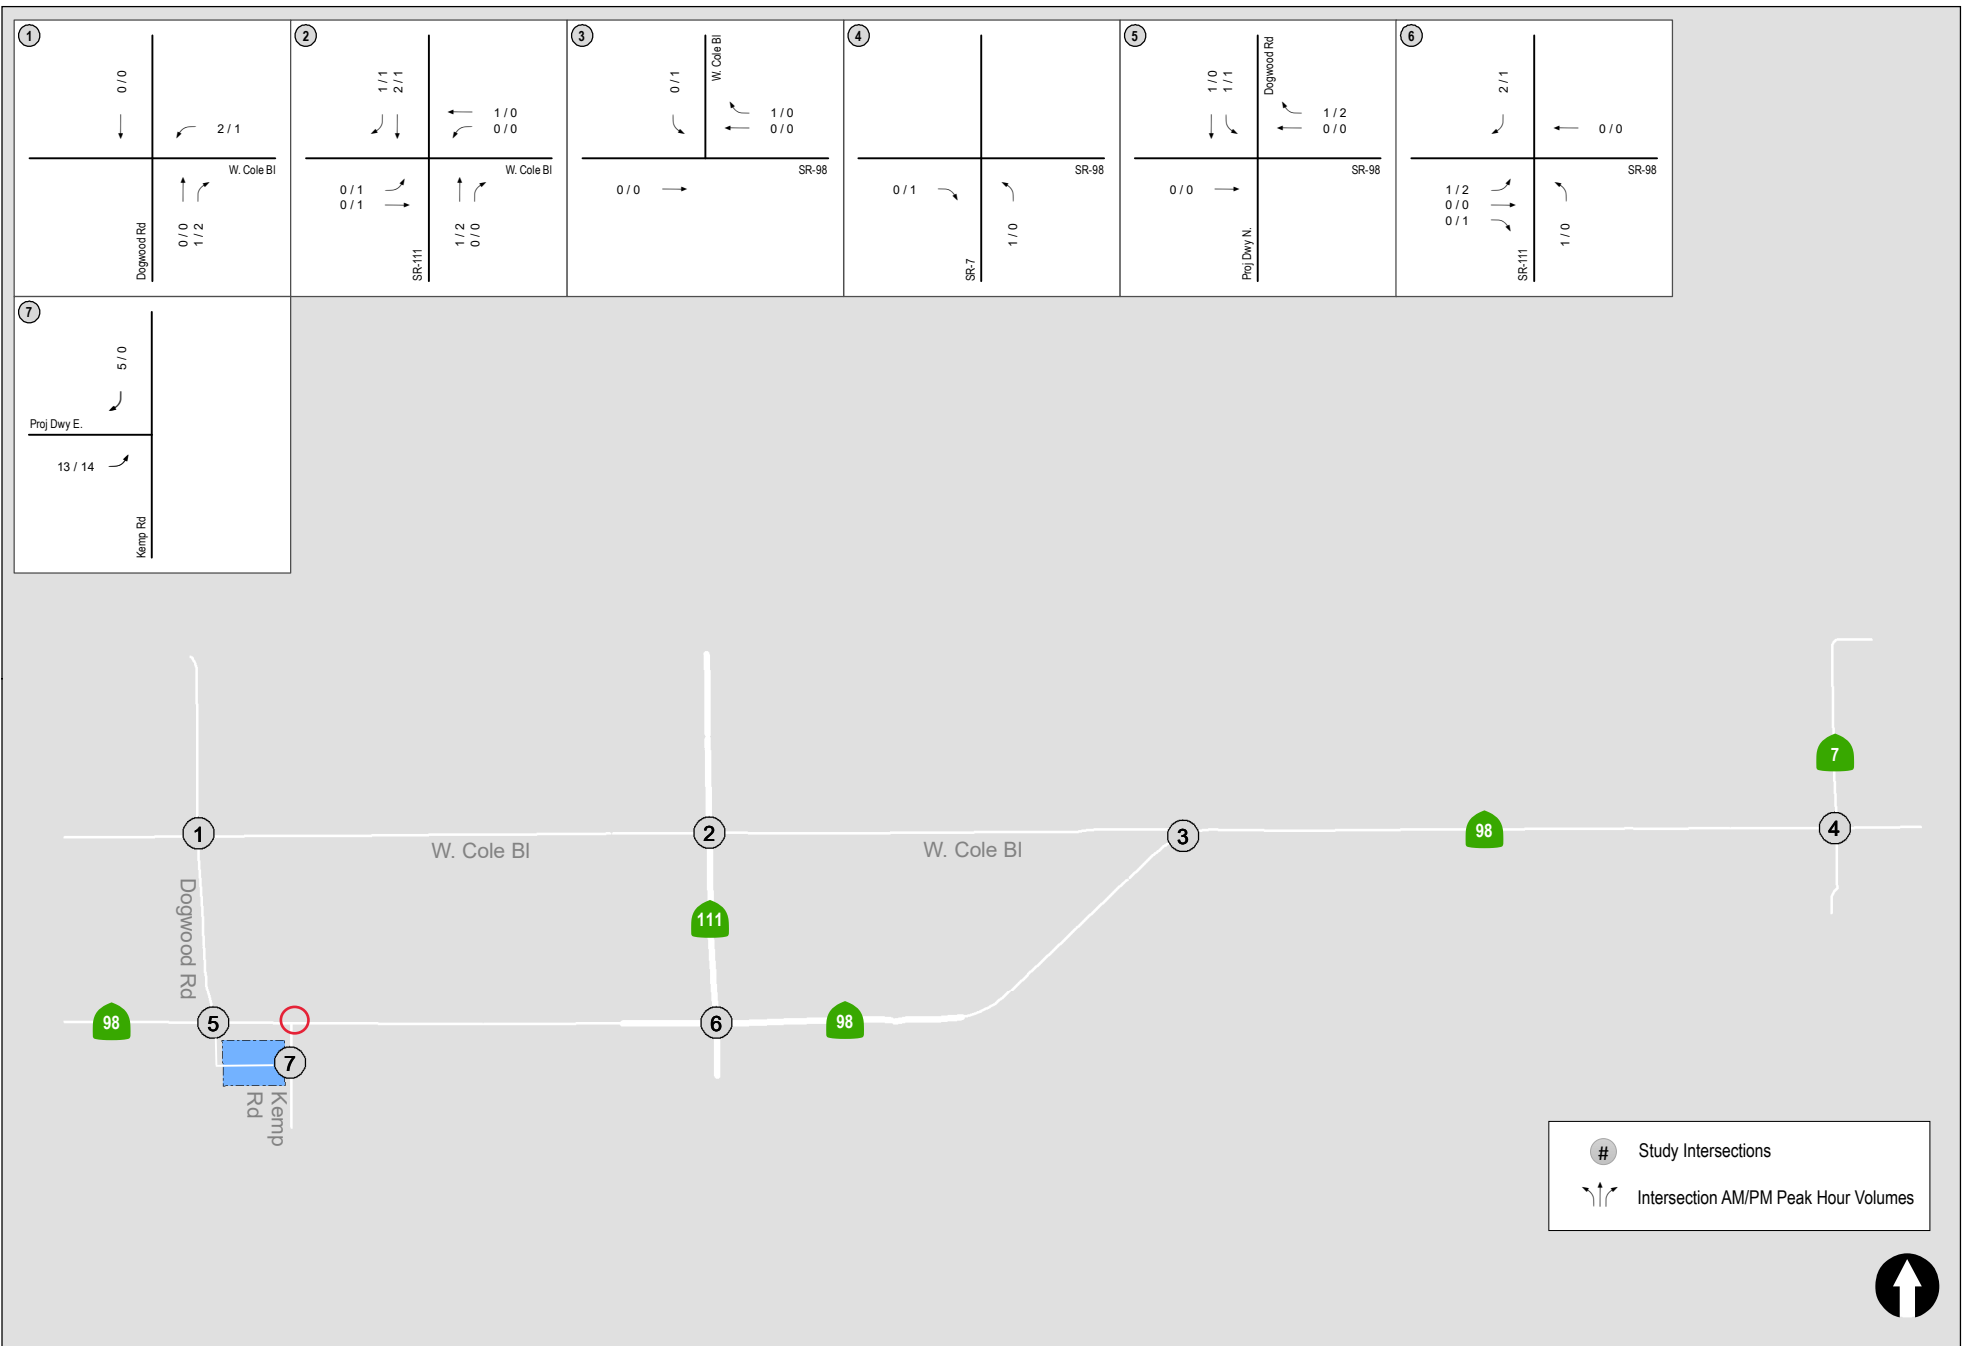 1
0 / 0
2 / 1
W. Cole Bl
Dogwood Rd
0 / 0
1 / 2
2
1 / 1
2 / 1
1 / 0
0 / 0
W. Cole Bl
0 / 1
0 / 1
SR-111
1 / 2
0 / 0
3
0 / 1
W. Cole Bl
1 / 0
0 / 0
SR-98
0 / 0
4
SR-98
0 / 1
SR-7
1 / 0
5
1 / 0
1 / 1
Dogwood Rd
1 / 2
0 / 0
SR-98
0 / 0
Proj Dwy N.
6
2 / 1
0 / 0
SR-98
1 / 2
0 / 0
0 / 1
SR-111
1 / 0
7
5 / 0
Proj Dwy E.
13 / 14
Kemp Rd
7
1
2
3
98
4
W. Cole Bl
W. Cole Bl
Dogwood Rd
111
98
5
6
98
7
Kemp
Rd
# Study Intersections
Intersection AM/PM Peak Hour Volumes